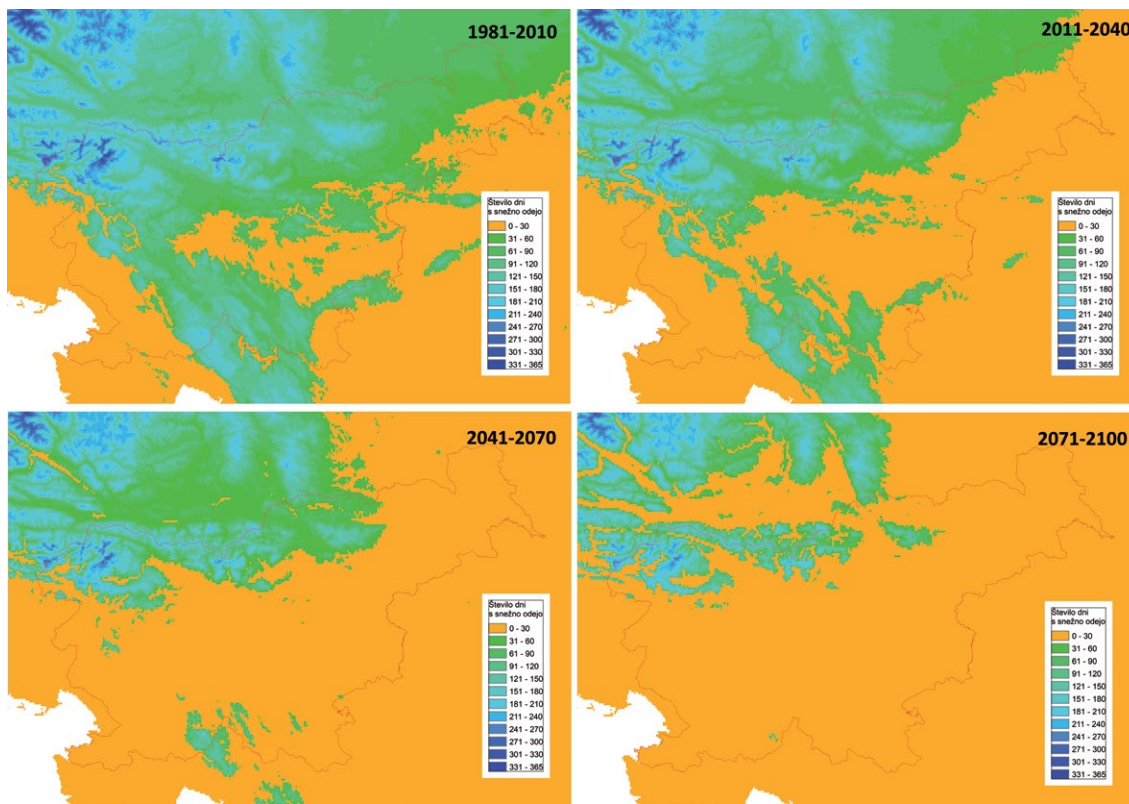 1981-2010
Število dni
s snežno odejo
0 - 30
31 - 60
61 - 90
91 - 120
121 - 150
151 - 180
181 - 210
211 - 240
241 - 270
271 - 300
301 - 330
331 - 365
2011-2040
Število dni
s snežno odejo
0 - 30
31 - 60
61 - 90
91 - 120
121 - 150
151 - 180
181 - 210
211 - 240
241 - 270
271 - 300
301 - 330
331 - 365
2041-2070
Število dni
s snežno odejo
0 - 30
31 - 60
61 - 90
91 - 120
121 - 150
151 - 180
181 - 210
211 - 240
241 - 270
271 - 300
301 - 330
331 - 365
2071-2100
Število dni
s snežno odejo
0 - 30
31 - 60
61 - 90
91 - 120
121 - 150
151 - 180
181 - 210
211 - 240
241 - 270
271 - 300
301 - 330
331 - 365